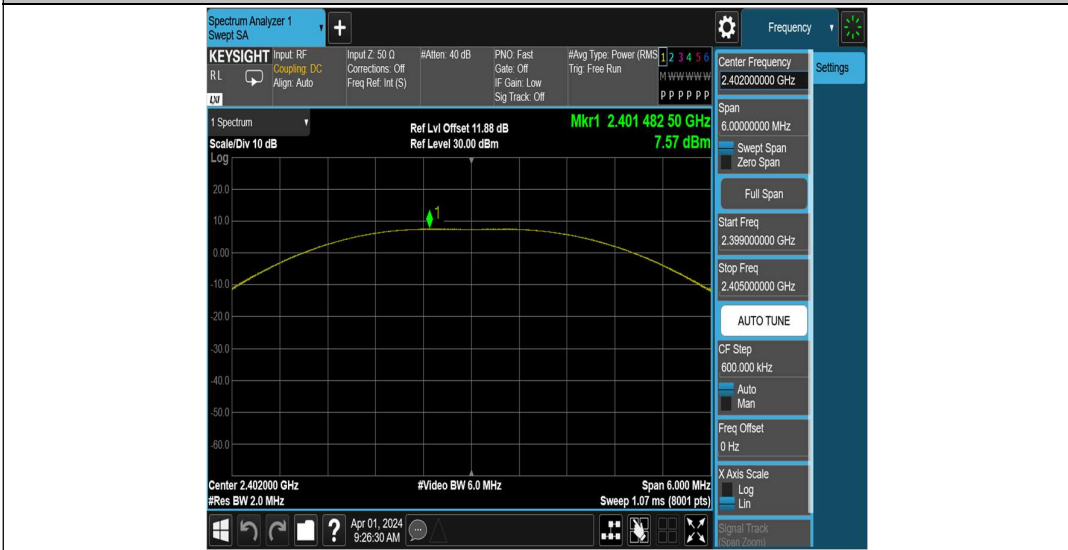 Spectrum Analyzer 1
Swept SA
+
Frequency
KEYSIGHT
RL
LXI
Input: RF
Coupling: DC
Align: Auto
Input Z: 50 Ω
Corrections: Off
Freq Ref: Int (S)
#Atten: 40 dB
PNO: Fast
Gate: Off
IF Gain: Low
Sig Track: Off
#Avg Type: Power (RMS
Trig: Free Run
1 2 3 4 5 6
M W W W W W
P P P P P P
1 Spectrum
Scale/Div 10 dB
Log
Ref Lvl Offset 11.88 dB
Ref Level 30.00 dBm
Mkr1 2.401 482 50 GHz
7.57 dBm
20.0
10.0
0.00
-10.0
-20.0
-30.0
-40.0
-50.0
-60.0
1
Center 2.402000 GHz
#Res BW 2.0 MHz
#Video BW 6.0 MHz
Span 6.000 MHz
Sweep 1.07 ms (8001 pts)
?
Apr 01, 2024
9:26:30 AM
Center Frequency
2.402000000 GHz
Settings
Span
6.00000000 MHz
Swept Span
Zero Span
Full Span
Start Freq
2.399000000 GHz
Stop Freq
2.405000000 GHz
AUTO TUNE
CF Step
600.000 kHz
Auto
Man
Freq Offset
0 Hz
X Axis Scale
Log
Lin
Signal Track
(Span Zoom)